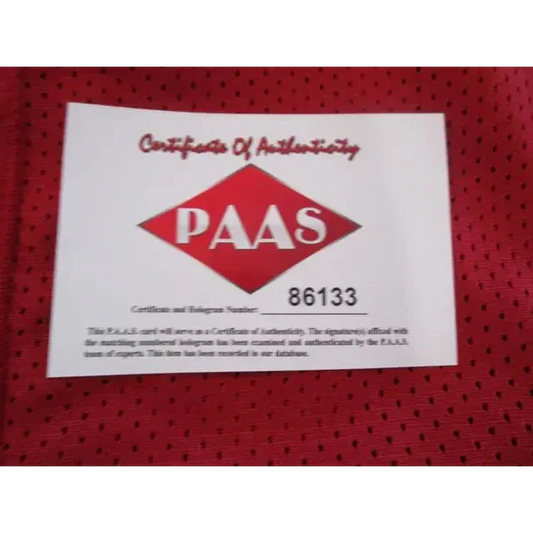 Certificate Of Authenticity
PAAS
Certificate and Hologram Number: 86133
This P.A.A.S. card will serve as a Certificate of Authenticity. The signature(s) affixed with
the matching numbered hologram has been examined and authenticated by the P.A.A.S.
team of experts. This item has been recorded in our database.